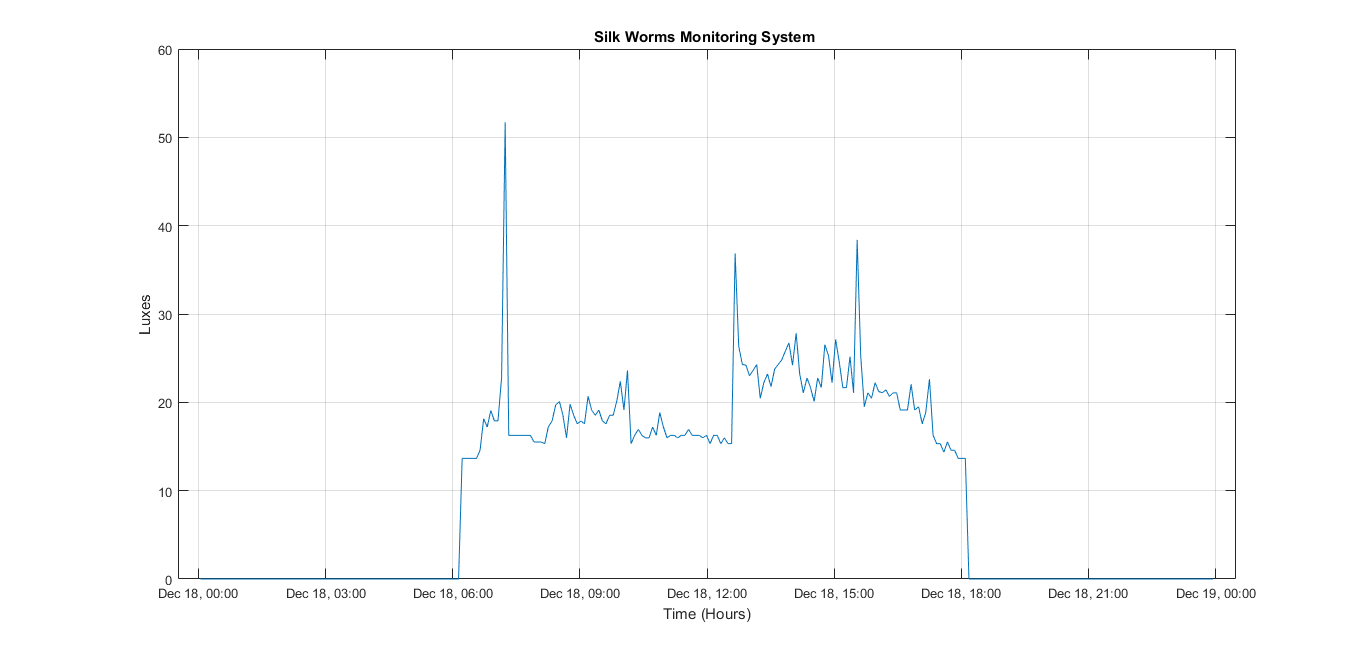 Silk Worms Monitoring System
60
50
40
30
20
10
0
Luxes
Dec 18, 00:00 Dec 18, 03:00 Dec 18, 06:00 Dec 18, 09:00 Dec 18, 12:00 Dec 18, 15:00 Dec 18, 18:00 Dec 18, 21:00 Dec 19, 00:00
Time (Hours)